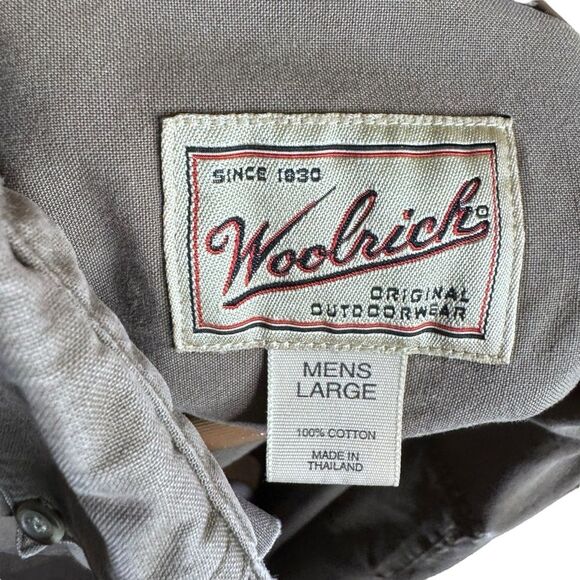 SINCE 1830
Woolrich®
ORIGINAL
OUTDOORWEAR
MENS
LARGE
100% COTTON
MADE IN
THAILAND